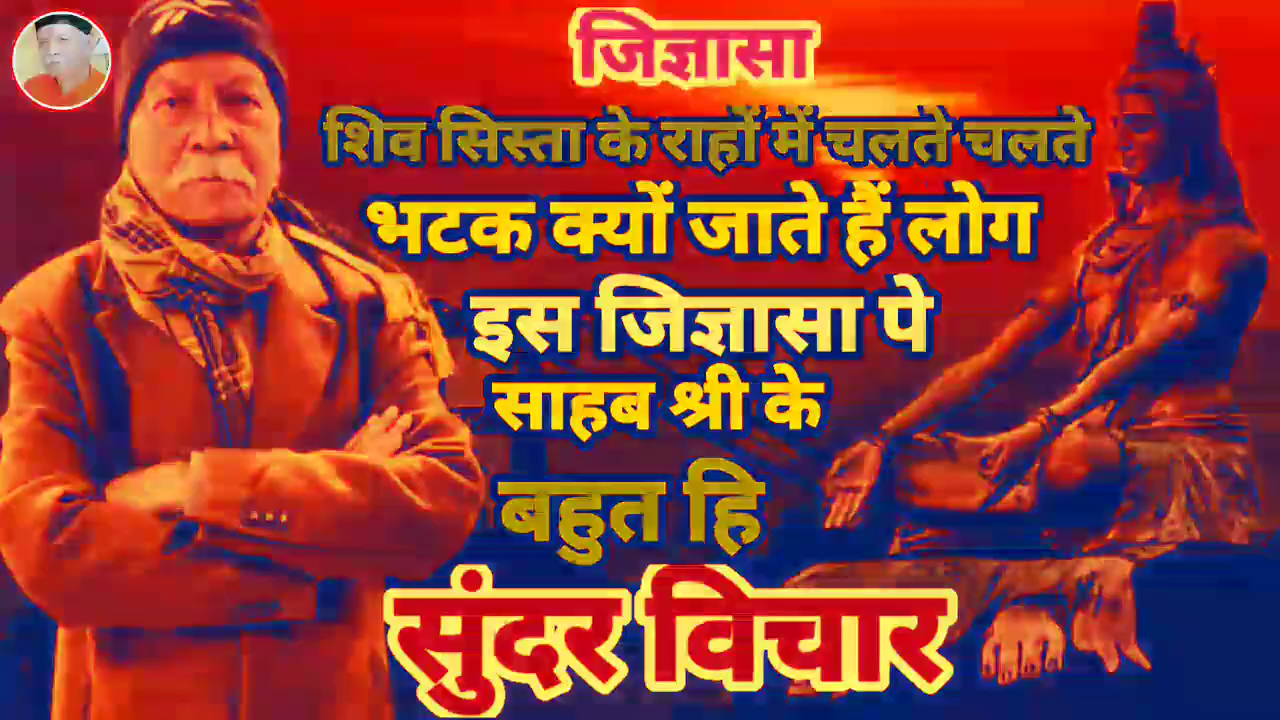 जिज्ञासा
शिव सिस्ता के राहों में चलते चलते
भटक क्यों जाते हैं लोग
इस जिज्ञासा पे
साहब श्री के
बहुत हि
सुंदर विचार